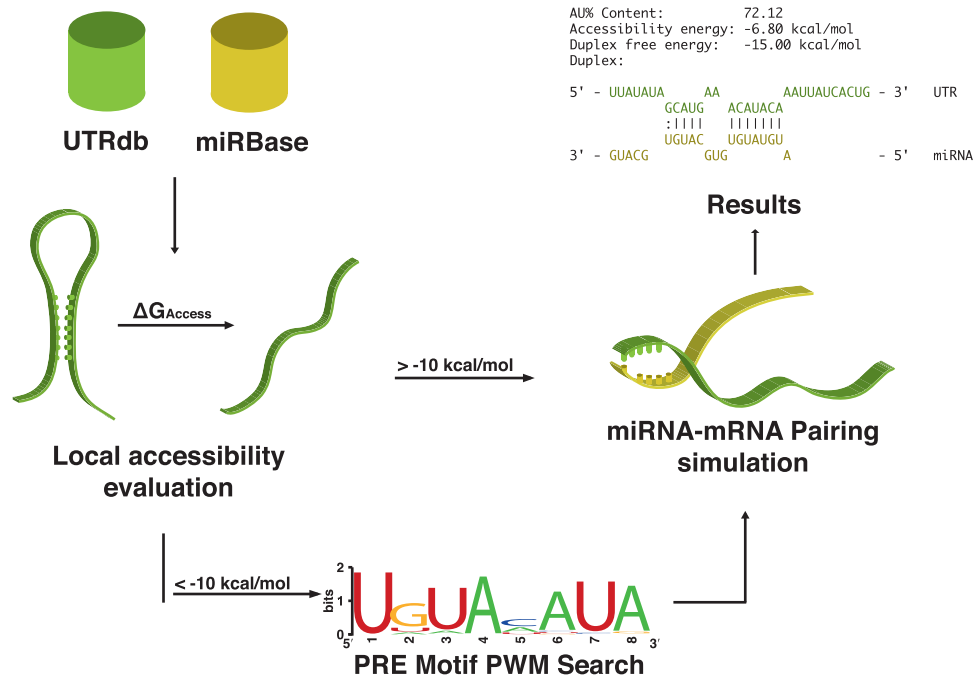 AU% Content: 72.12
Accessibility energy: -6.80 kcal/mol
Duplex free energy: -15.00 kcal/mol
Duplex:
5' - UUAUAUA AA AAUUAUCACUG - 3' UTR
GCAUG ACAUACA
:|||| |||||||
UGUAC UGUAUGU
3' - GUACG GUG A - 5' miRNA
UTRdb
miRBase
Results
ΔGAccess
> -10 kcal/mol
Local accessibility
evaluation
miRNA-mRNA Pairing
simulation
< -10 kcal/mol
2
1
0
bits
UGUACAUA
5′ 1 2 3 4 5 6 7 8 3′
PRE Motif PWM Search